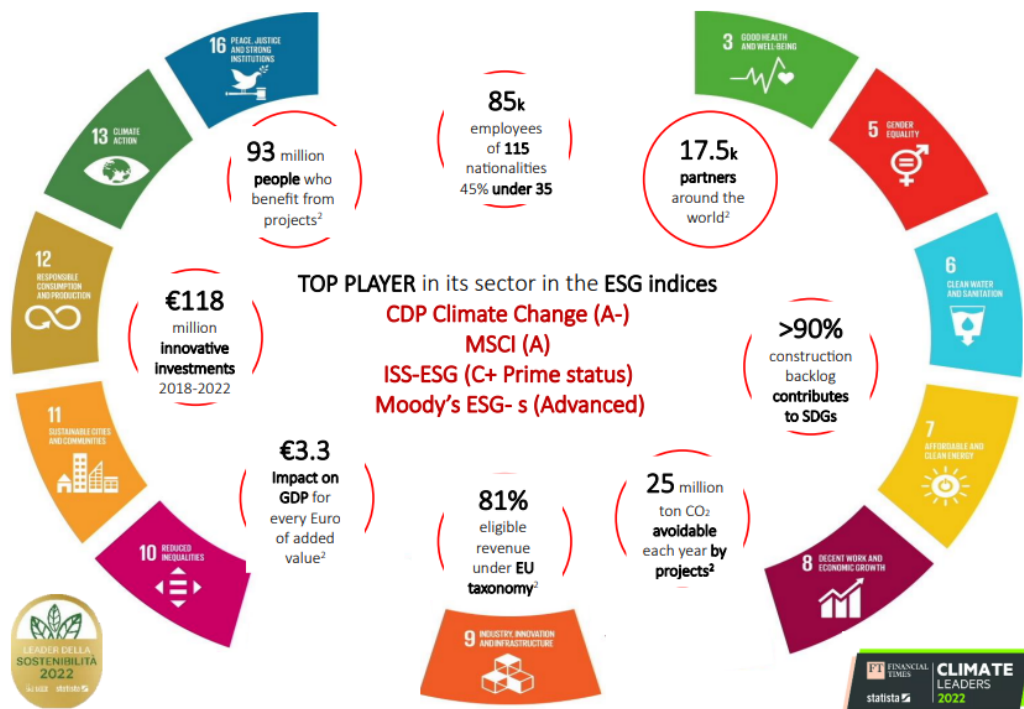 16 PEACE, JUSTICE
AND STRONG
INSTITUTIONS
3 GOOD HEALTH
AND WELL-BEING
13 CLIMATE
ACTION
5 GENDER
EQUALITY
85k
employees
of 115
nationalities
45% under 35
93 million
people who
benefit from
projects²
17.5k
partners
around the
world²
12
RESPONSIBLE
CONSUMPTION
AND PRODUCTION
6
CLEAN WATER
AND SANITATION
TOP PLAYER in its sector in the ESG indices
CDP Climate Change (A-)
MSCI (A)
ISS-ESG (C+ Prime status)
Moody's ESG- s (Advanced)
€118
million
innovative
investments
2018-2022
>90%
construction
backlog
contributes
to SDGs
11
SUSTAINABLE CITIES
AND COMMUNITIES
7
AFFORDABLE AND
CLEAN ENERGY
€3.3
Impact on
GDP for
every Euro
of added
value²
81%
eligible
revenue
under EU
taxonomy²
25 million
ton CO₂
avoidable
each year by
projects²
10 REDUCED
INEQUALITIES
8 DECENT WORK AND
ECONOMIC GROWTH
9 INDUSTRY, INNOVATION
AND INFRASTRUCTURE
LEADER DELLA
SOSTENIBILITÀ
2022
statista
FT FINANCIAL
TIMES
statista
CLIMATE
LEADERS
2022